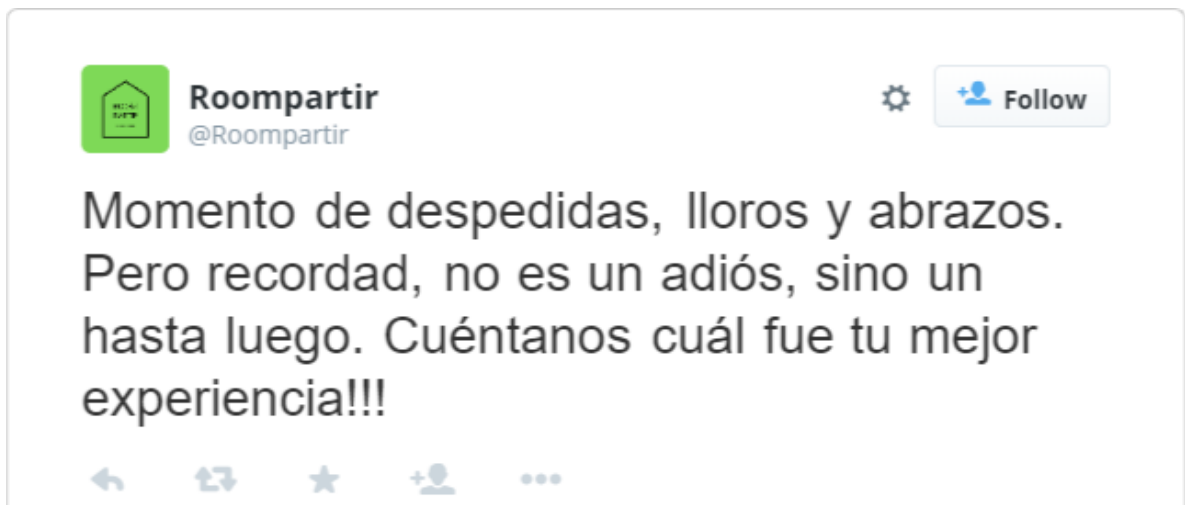 Roompartir
@Roompartir
Follow
Momento de despedidas, lloros y abrazos.
Pero recordad, no es un adiós, sino un
hasta luego. Cuéntanos cuál fue tu mejor
experiencia!!!